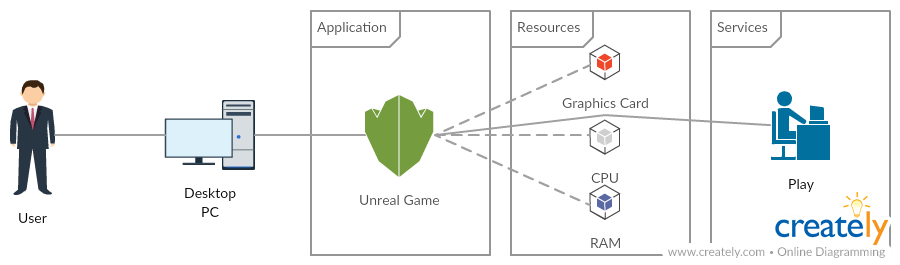 Application
Resources
Services
Graphics Card
CPU
RAM
User
Desktop
PC
Unreal Game
Play
creately
www.creately.com • Online Diagramming